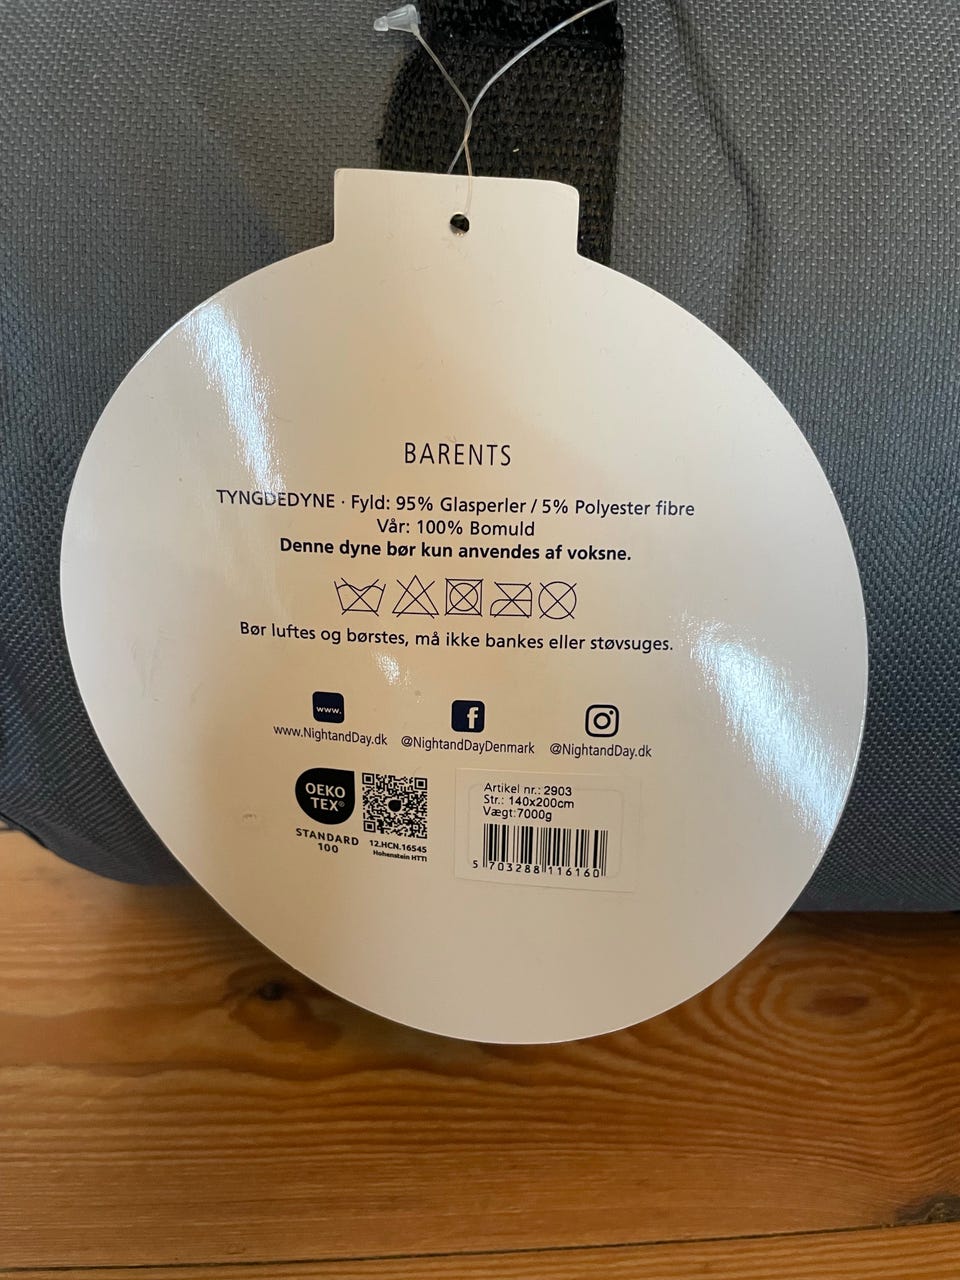 BARENTS
TYNGDEDYNE · Fyld: 95% Glasperler / 5% Polyester fibre
Vår: 100% Bomuld
Denne dyne bør kun anvendes af voksne.
Bør luftes og børstes, må ikke bankes eller støvsuges.
www.
www.NightandDay.dk
@NightandDayDenmark
@NightandDay.dk
OEKO
TEX®
STANDARD
100
12.HCN.16545
Hohenstein HTTI
Artikel nr.: 2903
Str.: 140x200cm
Vægt:7000g
5 703288 116160